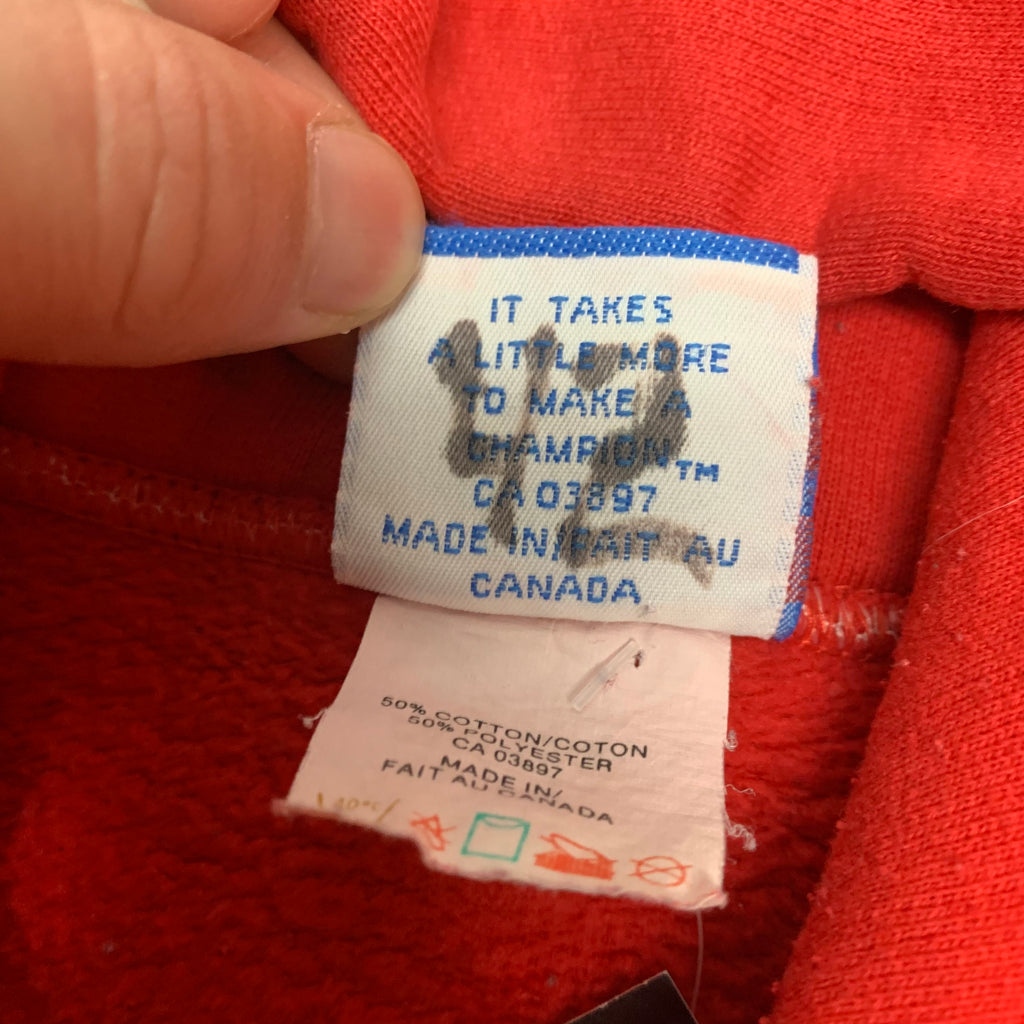 IT TAKES
A LITTLE MORE
TO MAKE A
CHAMPION™
CA 03897
MADE IN/FAIT AU
CANADA
42
50% COTTON/COTON
50% POLYESTER
CA 03897
MADE IN/
FAIT AU CANADA